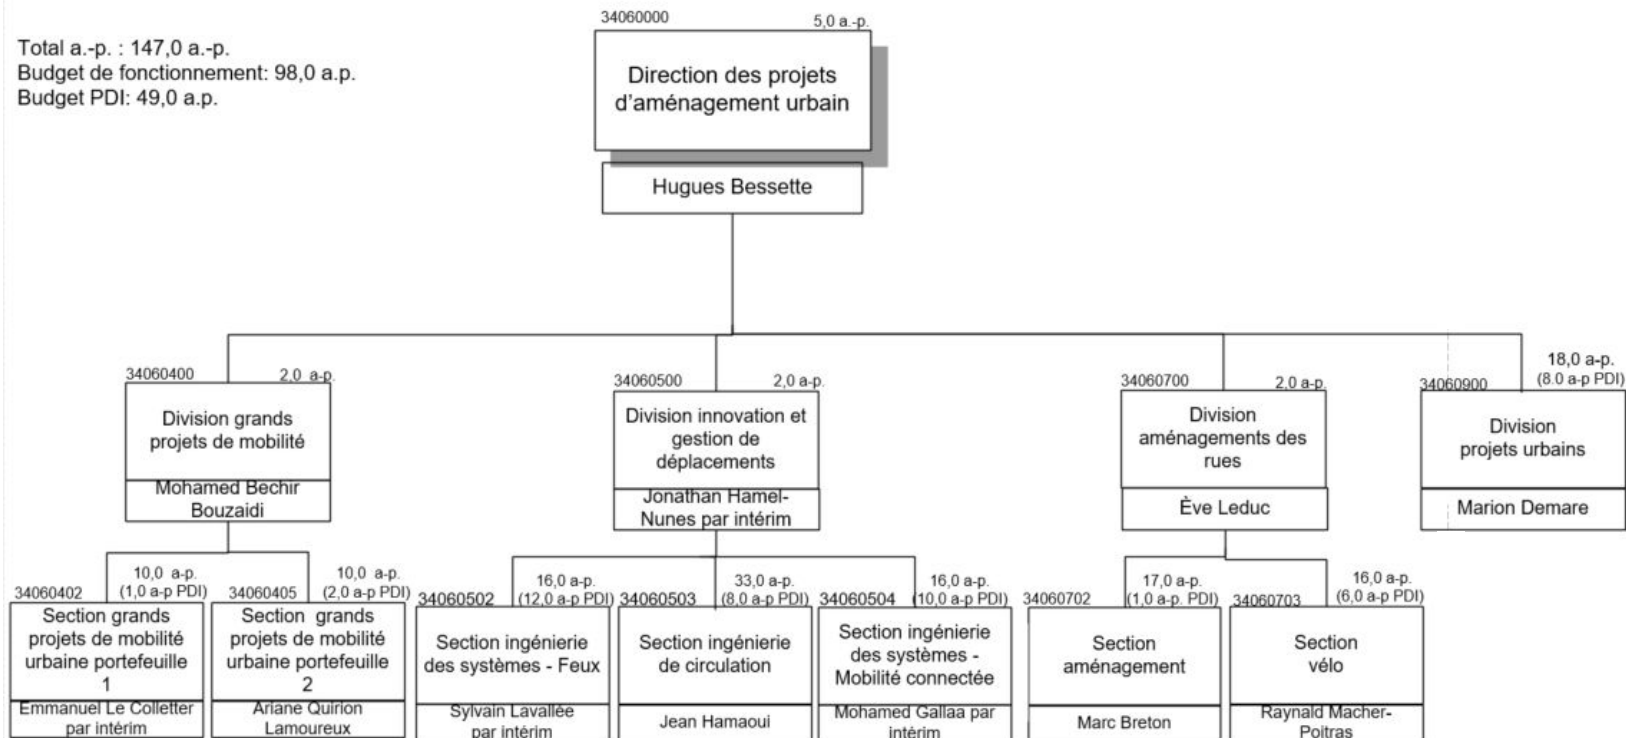 34060000
5,0 a.-p.
Total a.-p. : 147,0 a.-p.
Budget de fonctionnement: 98,0 a.p.
Budget PDI: 49,0 a.p.
Direction des projets
d'aménagement urbain
Hugues Bessette
34060400
2,0 a-p.
Division grands
projets de mobilité
Mohamed Bechir
Bouzaidi
34060500
2,0 a-p.
Division innovation et
gestion de
déplacements
Jonathan Hamel-
Nunes par intérim
34060700
2,0 a-p.
Division
aménagements des
rues
Ève Leduc
18,0 a-p.
(8.0 a-p PDI)
34060900
Division
projets urbains
Marion Demare
10,0 a-p.
(1,0 a-p PDI)
34060402
Section grands
projets de mobilité
urbaine portefeuille
1
Emmanuel Le Colletter
par intérim
10,0 a-p.
(2,0 a-p PDI)
34060405
Section grands
projets de mobilité
urbaine portefeuille
2
Ariane Quirion
Lamoureux
16,0 a-p.
(12,0 a-p PDI)
34060502
Section ingénierie
des systèmes - Feux
Sylvain Lavallée
par intérim
33,0 a-p.
(8,0 a-p PDI)
34060503
Section ingénierie
de circulation
Jean Hamaoui
16,0 a-p.
(10,0 a-p PDI)
34060504
Section ingénierie
des systèmes -
Mobilité connectée
Mohamed Gallaa par
intérim
17,0 a-p.
(1,0 a-p. PDI)
34060702
Section
aménagement
Marc Breton
16,0 a-p.
(6,0 a-p PDI)
34060703
Section
vélo
Raynald Macher-
Poitras